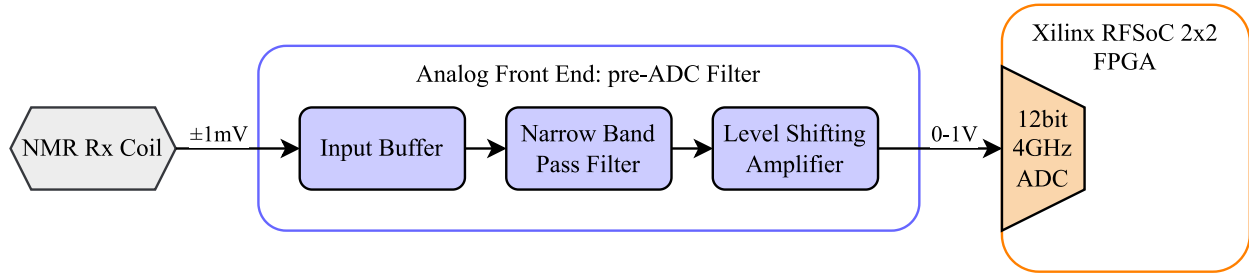 Xilinx RFSoC 2x2
FPGA
Analog Front End: pre-ADC Filter
NMR Rx Coil
±1mV
Input Buffer
Narrow Band
Pass Filter
Level Shifting
Amplifier
0-1V
12bit
4GHz
ADC